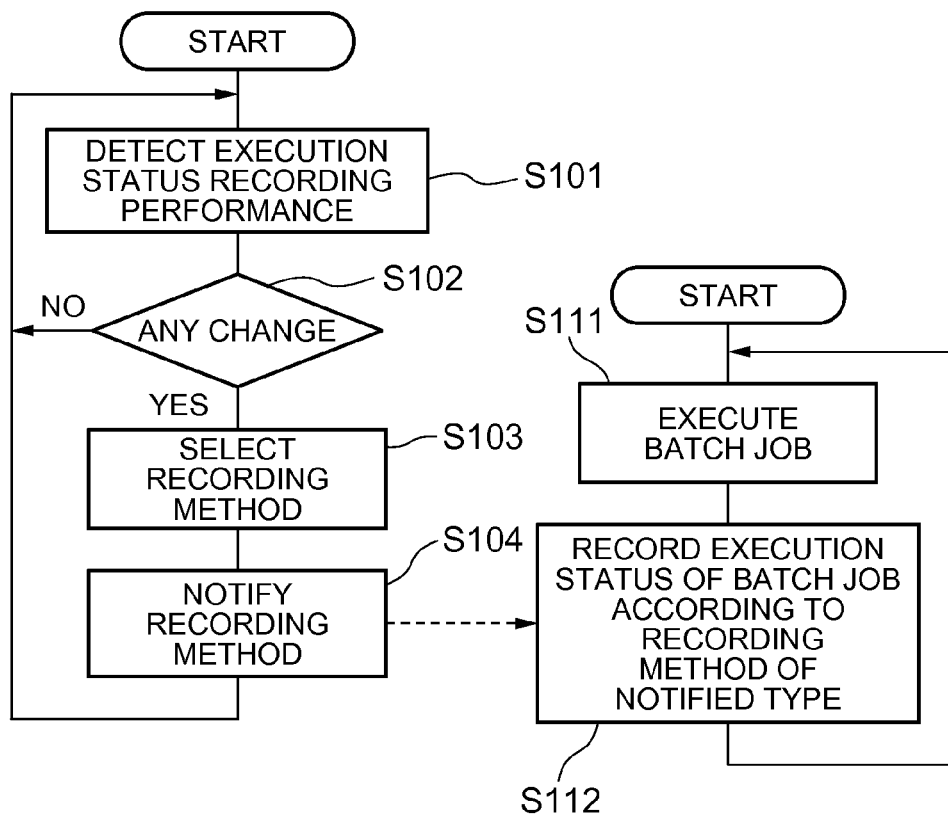 START
DETECT EXECUTION
STATUS RECORDING
PERFORMANCE
S101
S102
NO
ANY CHANGE
YES
SELECT
RECORDING
METHOD
S103
NOTIFY
RECORDING
METHOD
S104
START
S111
EXECUTE
BATCH JOB
RECORD EXECUTION
STATUS OF BATCH JOB
ACCORDING TO
RECORDING
METHOD OF
NOTIFIED TYPE
S112